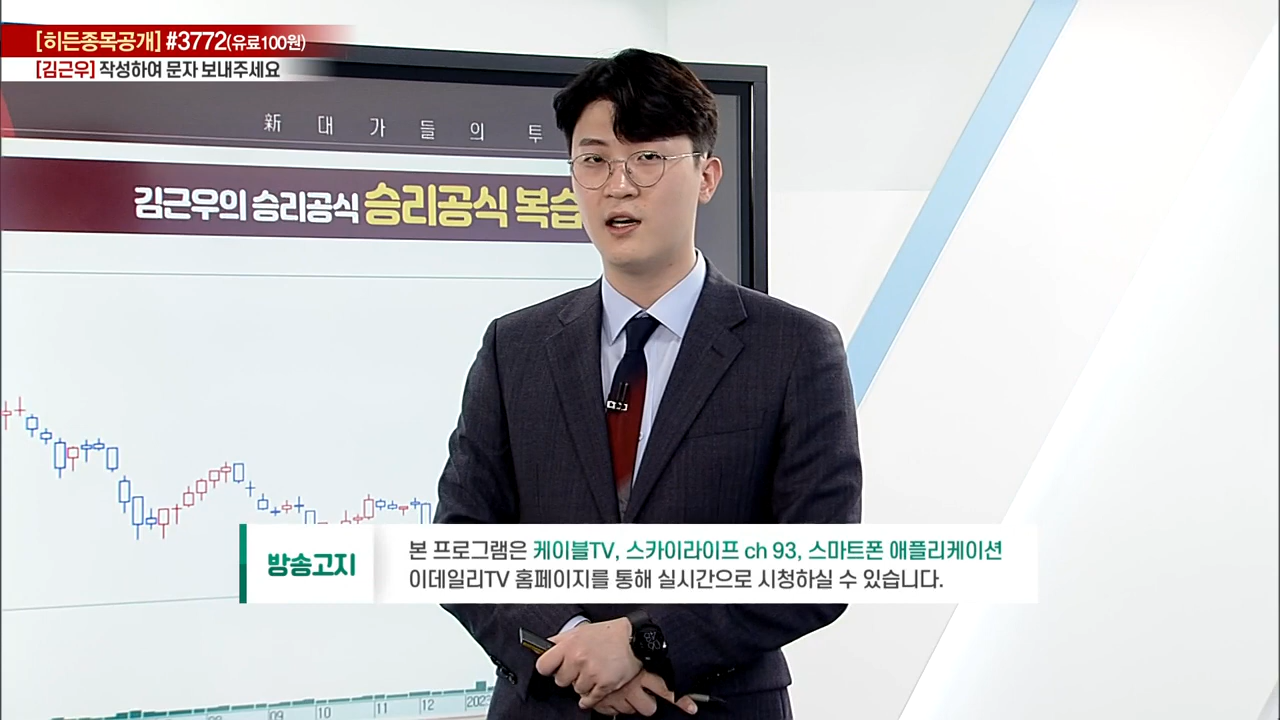 [히든종목공개] #3772(유료100원)
[김근우] 작성하여 문자 보내주세요
新 대 가 들 의 투
김근우의 승리공식 승리공식 복습
방송고지
본 프로그램은 케이블TV, 스카이라이프 ch 93, 스마트폰 애플리케이션
이데일리TV 홈페이지를 통해 실시간으로 시청하실 수 있습니다.
09 10 11 12 2023